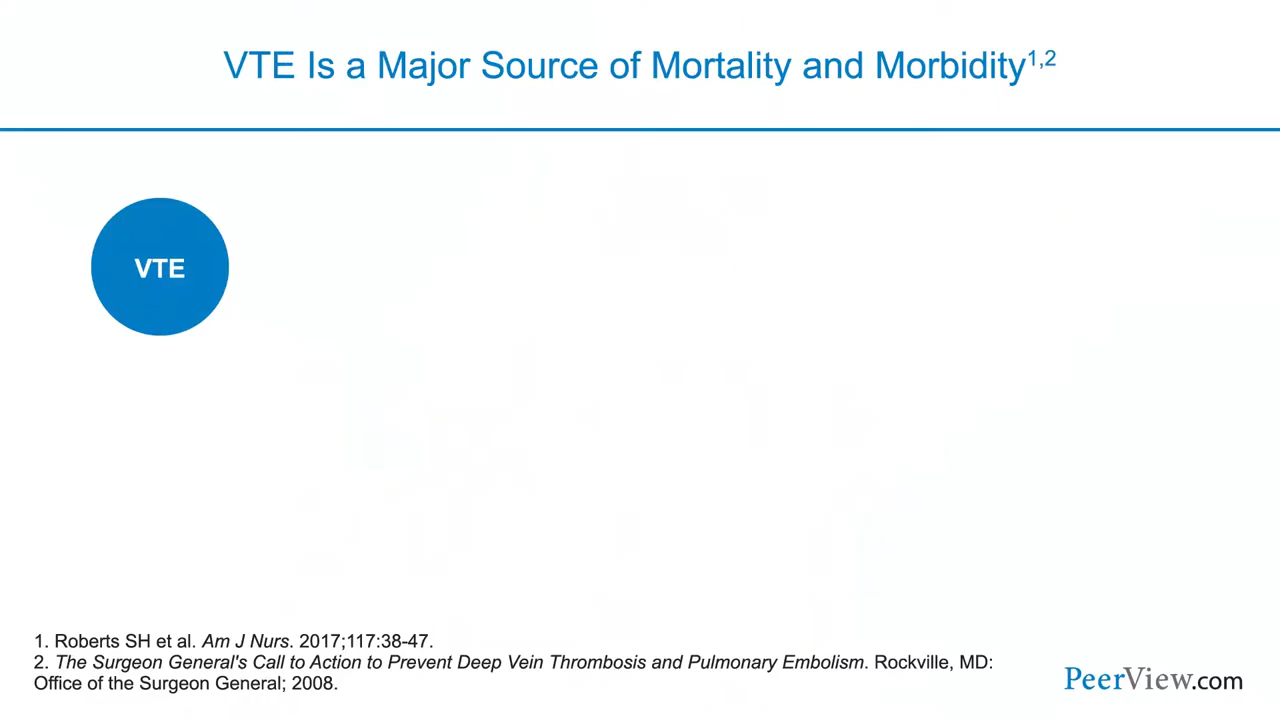 VTE Is a Major Source of Mortality and Morbidity1,2
VTE
1. Roberts SH et al. Am J Nurs. 2017;117:38-47.
2. The Surgeon General's Call to Action to Prevent Deep Vein Thrombosis and Pulmonary Embolism. Rockville, MD:
Office of the Surgeon General; 2008.
PeerView.com